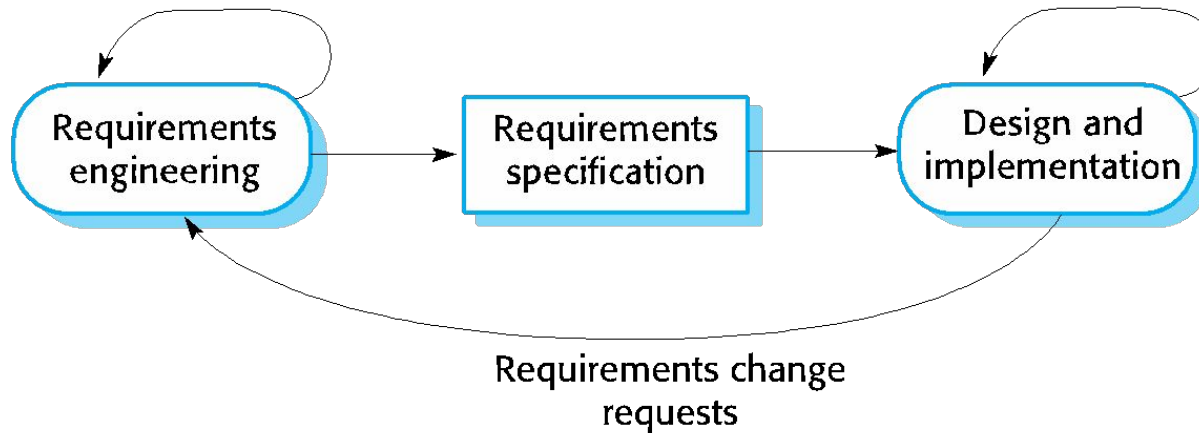 Requirements
engineering
Requirements
specification
Design and
implementation
Requirements change
requests